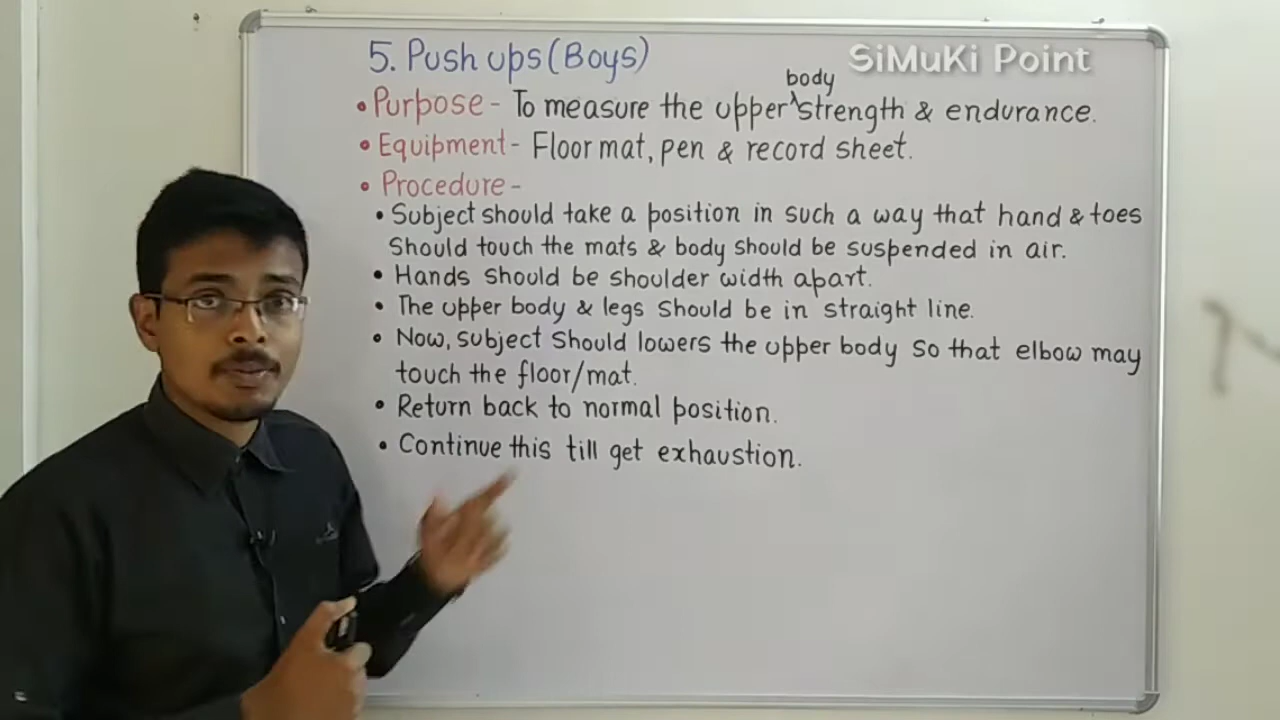 5. Push ups (Boys)
SiMuKi Point
body
• Purpose - To measure the upper ^ strength & endurance.
• Equipment - Floor mat, pen & record sheet.
• Procedure -
• Subject should take a position in such a way that hand & toes
Should touch the mats & body should be suspended in air.
• Hands should be shoulder width apart.
• The upper body & legs should be in straight line.
• Now, subject should lowers the upper body so that elbow may
touch the floor/mat.
• Return back to normal position.
• Continue this till get exhaustion.